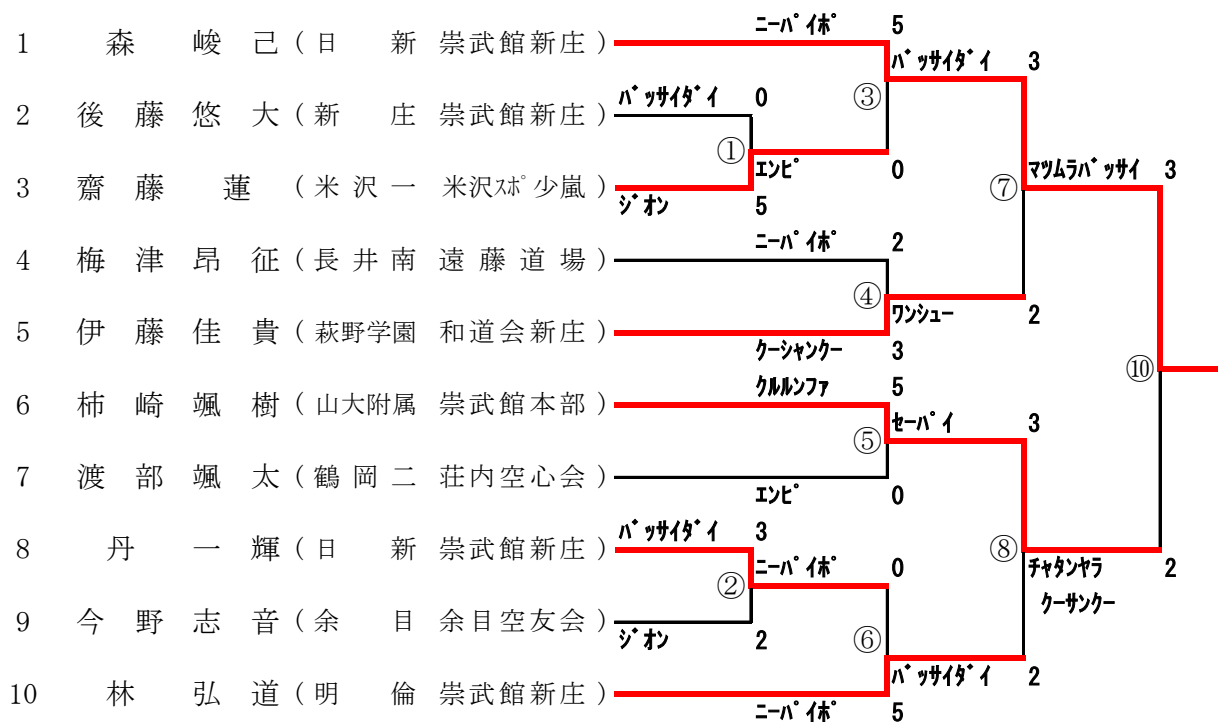 ニーパイポ 5
1 森 峻己(日 新 崇武館新庄)
バッサイダイ 3
バッサイダイ 0
③
2 後藤悠大(新 庄 崇武館新庄)
①
エンピ 0
マツムラバッサイ 3
⑦
3 齋藤 蓮(米沢一 米沢スポ少嵐)
ジオン 5
ニーパイポ 2
4 梅津昂征(長井南 遠藤道場)
④
ワンシュー 2
5 伊藤佳貴(萩野学園 和道会新庄)
クーシャンクー 3
⑩
クルルンファ 5
6 柿崎颯樹(山大附属 崇武館本部)
セーパイ 3
⑤
7 渡部颯太(鶴岡二 荘内空心会)
エンピ 0
バッサイダイ 3
8 丹 一輝(日 新 崇武館新庄)
⑧
ニーパイポ 0
チャタンヤラ 2
②
クーサンクー
9 今野志音(余 目 余目空友会)
ジオン 2
⑥
バッサイダイ 2
10 林 弘道(明 倫 崇武館新庄)
ニーパイポ 5